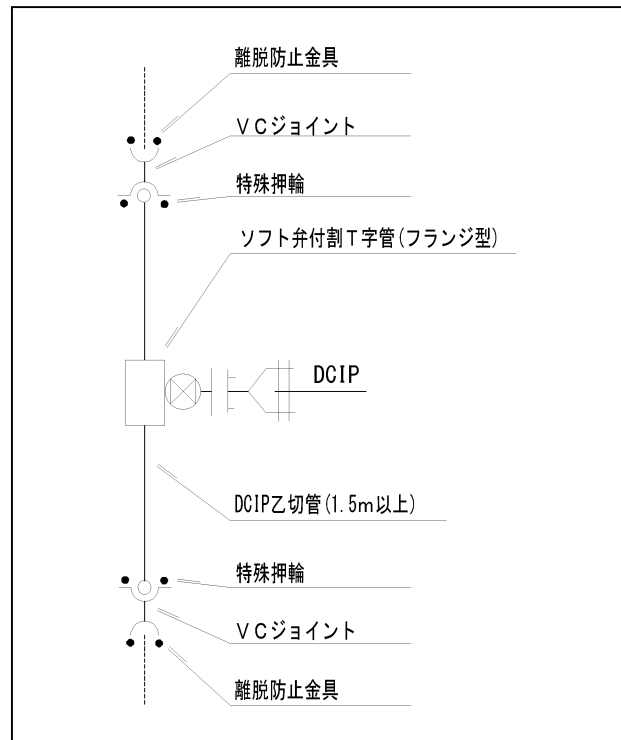 離脱防止金具
ＶＣジョイント
特殊押輪
ソフト弁付割Ｔ字管(フランジ型)
DCIP
DCIP乙切管(1.5m以上)
特殊押輪
ＶＣジョイント
離脱防止金具